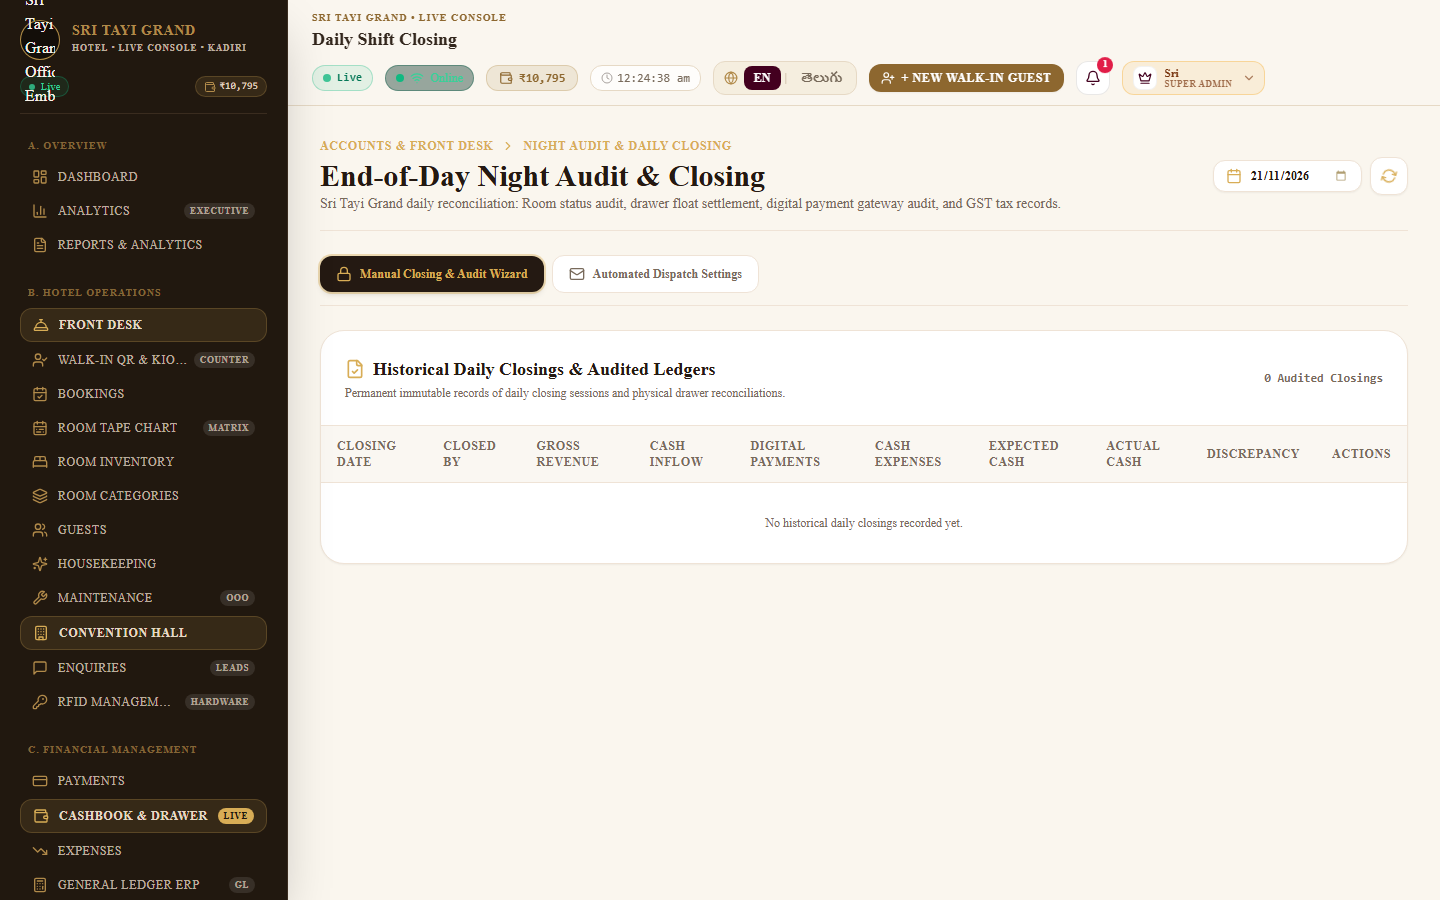 Sri
Tayi
Gran
Offic
Emb
SRI TAYI GRAND
HOTEL • LIVE CONSOLE • KADIRI
Live
₹10,795
A. OVERVIEW
DASHBOARD
ANALYTICS
EXECUTIVE
REPORTS & ANALYTICS
B. HOTEL OPERATIONS
FRONT DESK
WALK-IN QR & KIO...
COUNTER
BOOKINGS
ROOM TAPE CHART
MATRIX
ROOM INVENTORY
ROOM CATEGORIES
GUESTS
HOUSEKEEPING
MAINTENANCE
OOO
CONVENTION HALL
ENQUIRIES
LEADS
RFID MANAGEM...
HARDWARE
C. FINANCIAL MANAGEMENT
PAYMENTS
CASHBOOK & DRAWER
LIVE
EXPENSES
GENERAL LEDGER ERP
GL
SRI TAYI GRAND • LIVE CONSOLE
Daily Shift Closing
Live
₹10,795
12:24:38 am
EN
తెలుగు
+ NEW WALK-IN GUEST
1
Sri
SUPER ADMIN
ACCOUNTS & FRONT DESK > NIGHT AUDIT & DAILY CLOSING
End-of-Day Night Audit & Closing
Sri Tayi Grand daily reconciliation: Room status audit, drawer float settlement, digital payment gateway audit, and GST tax records.
21/11/2026
Manual Closing & Audit Wizard
Automated Dispatch Settings
Historical Daily Closings & Audited Ledgers
Permanent immutable records of daily closing sessions and physical drawer reconciliations.
0 Audited Closings
CLOSING DATE
CLOSED BY
GROSS REVENUE
CASH INFLOW
DIGITAL PAYMENTS
CASH EXPENSES
EXPECTED CASH
ACTUAL CASH
DISCREPANCY
ACTIONS
No historical daily closings recorded yet.